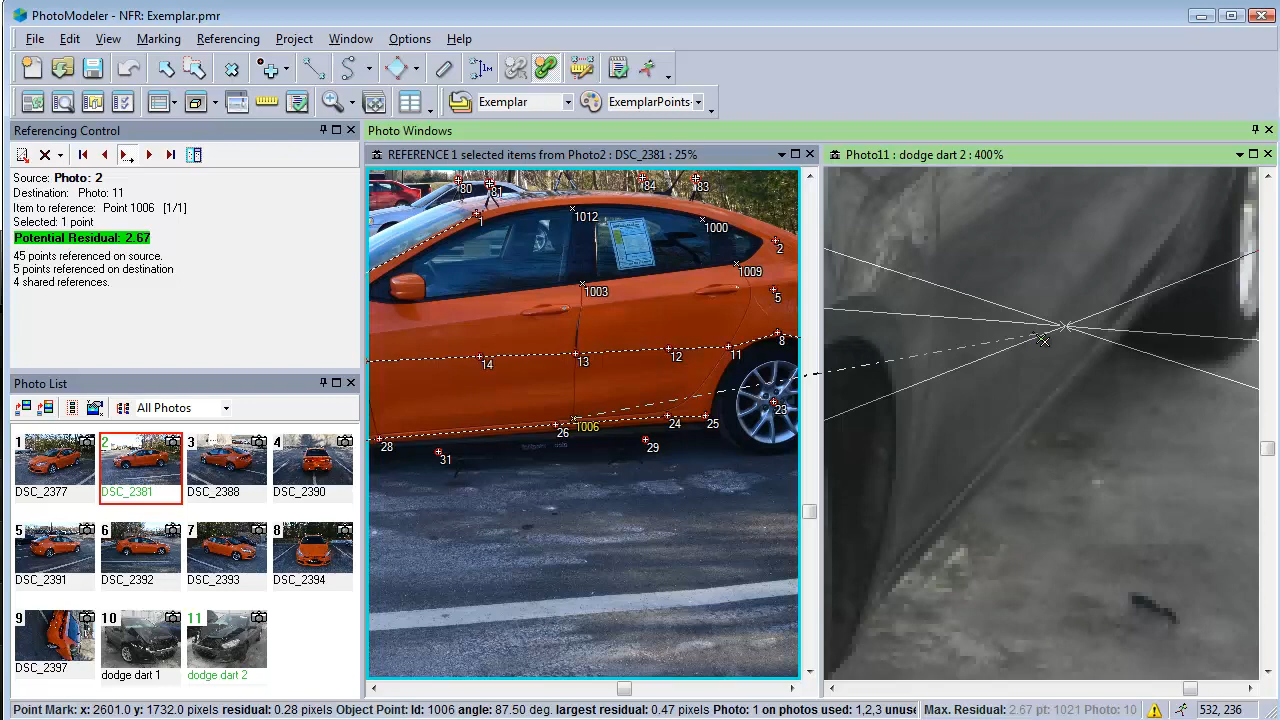 PhotoModeler - NFR: Exemplar.pmr
File Edit View Marking Referencing Project Window Options Help
Exemplar ExemplarPoints
Referencing Control
Photo Windows
REFERENCE 1 selected items from Photo2 : DSC_2381 : 25%
Photo11 : dodge dart 2 : 400%
Source: Photo: 2
Destination: Photo: 11
Item to reference: Point 1006 [1/1]
Selected: 1 point
Potential Residual: 2.67
45 points referenced on source.
5 points referenced on destination
4 shared references.
80 81 84 83
1 1012 1000 2
1009
1003 5
8
14 13 12 11
23
28 26 1006 24 25
31 29
Photo List
All Photos
1 2 3 4
DSC_2377 DSC_2381 DSC_2388 DSC_2390
5 6 7 8
DSC_2391 DSC_2392 DSC_2393 DSC_2394
9 10 11
DSC_2397 dodge dart 1 dodge dart 2
Point Mark: x: 2601.0 y: 1732.0 pixels residual: 0.28 pixels Object Point: Id: 1006 angle: 87.50 deg. largest residual: 0.47 pixels Photo: 1 on photos used: 1,2,3 unuse
Max. Residual: 2.67 pt: 1021 Photo: 10
532, 236